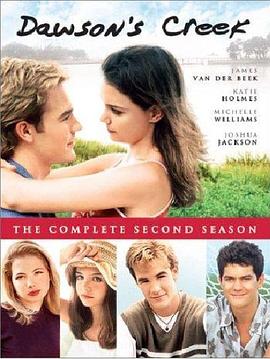 Dawson's Creek
JAMES
VAN DER BEEK
KATIE
HOLMES
MICHELLE
WILLIAMS
JOSHUA
JACKSON
THE COMPLETE SECOND SEASON